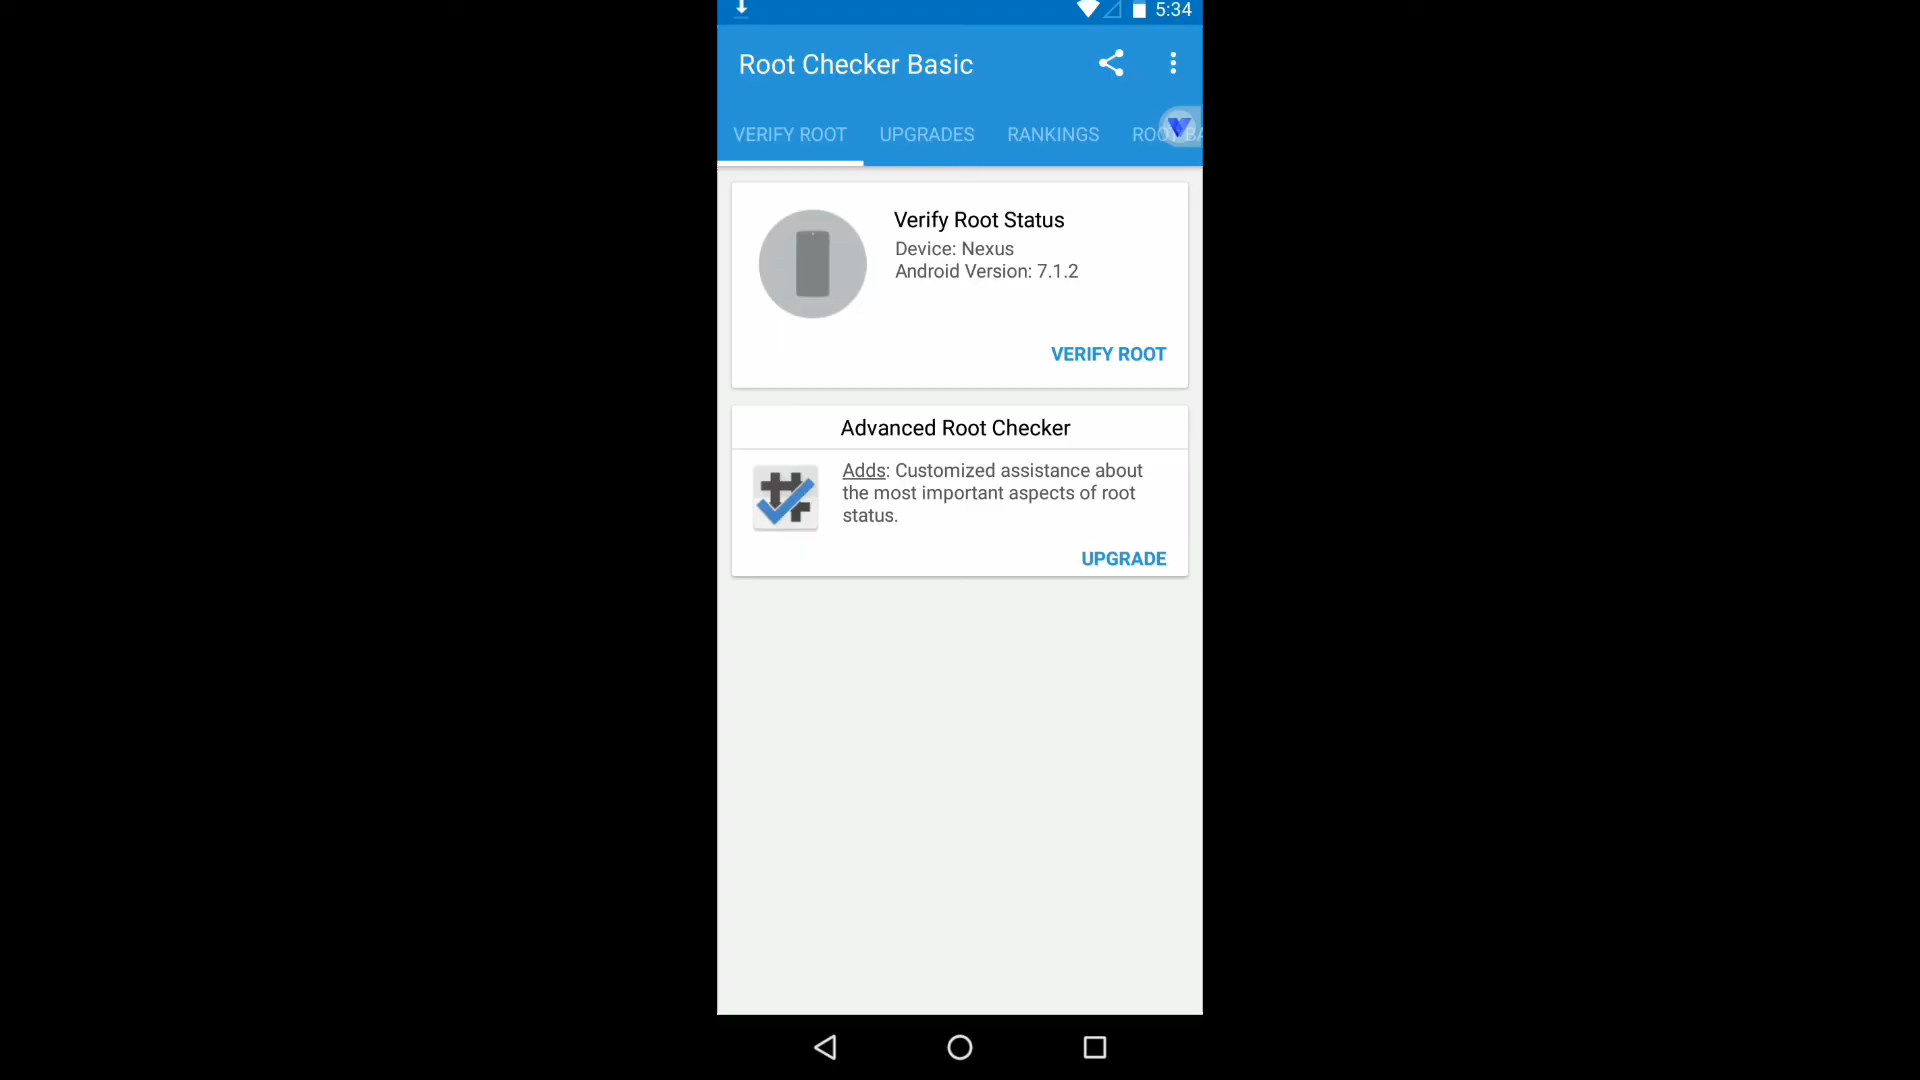 5:34
Root Checker Basic
VERIFY ROOT UPGRADES RANKINGS
Verify Root Status
Device: Nexus
Android Version: 7.1.2
VERIFY ROOT
Advanced Root Checker
Adds: Customized assistance about
the most important aspects of root
status.
UPGRADE